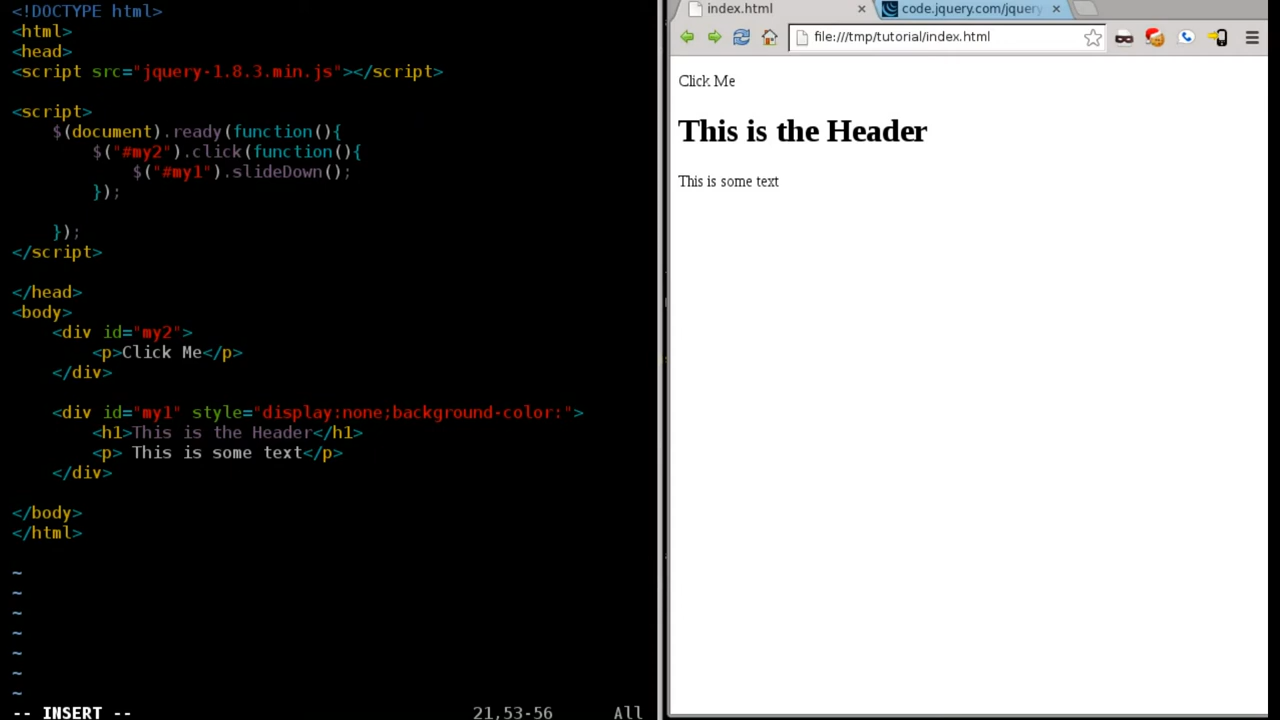 <!DOCTYPE html>
<html>
<head>
<script src="jquery-1.8.3.min.js"></script>
<script>
    $(document).ready(function(){
        $("#my2").click(function(){
            $("#my1").slideDown();
        });
    });
</script>
</head>
<body>
    <div id="my2">
        <p>Click Me</p>
    </div>
    <div id="my1" style="display:none;background-color:">
        <h1>This is the Header</h1>
        <p> This is some text</p>
    </div>
</body>
</html>
~
~
~
~
~
~
~
-- INSERT -- 21,53-56 All
index.html
code.jquery.com/jquery
file:///tmp/tutorial/index.html
Click Me
This is the Header
This is some text